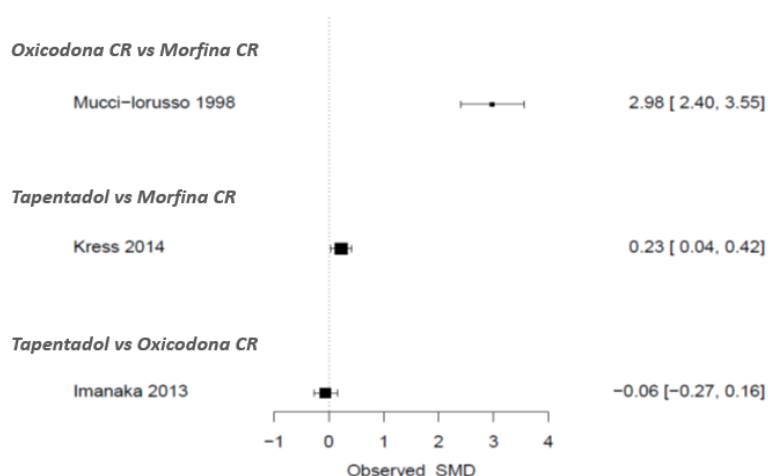 Oxicodona CR vs Morfina CR
Mucci−Iorusso 1998 2.98 [ 2.40, 3.55]
Tapentadol vs Morfina CR
Kress 2014 0.23 [ 0.04, 0.42]
Tapentadol vs Oxicodona CR
Imanaka 2013 −0.06 [−0.27, 0.16]
−1 0 1 2 3 4
Observed SMD